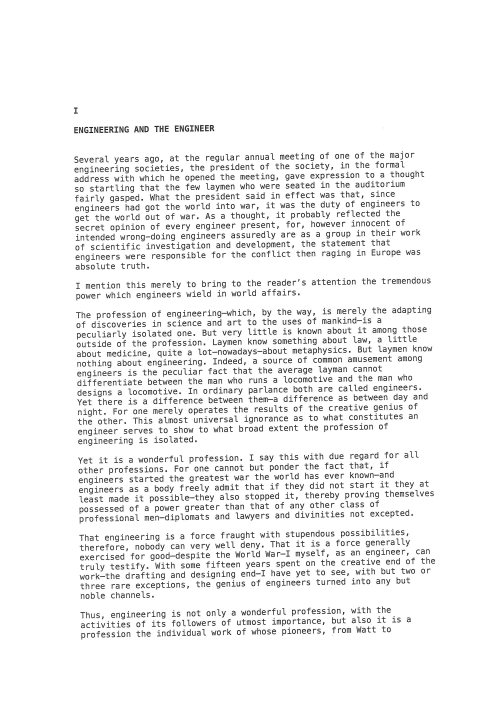 I
ENGINEERING AND THE ENGINEER
Several years ago, at the regular annual meeting of one of the major
engineering societies, the president of the society, in the formal
address with which he opened the meeting, gave expression to a thought
so startling that the few laymen who were seated in the auditorium
fairly gasped. What the president said in effect was that, since
engineers had got the world into war, it was the duty of engineers to
get the world out of war. As a thought, it probably reflected the
secret opinion of every engineer present, for, however innocent of
intended wrong-doing engineers assuredly are as a group in their work
of scientific investigation and development, the statement that
engineers were responsible for the conflict then raging in Europe was
absolute truth.
I mention this merely to bring to the reader's attention the tremendous
power which engineers wield in world affairs.
The profession of engineering—which, by the way, is merely the adapting
of discoveries in science and art to the uses of mankind—is a
peculiarly isolated one. But very little is known about it among those
outside of the profession. Laymen know something about law, a little
about medicine, quite a lot—nowadays—about metaphysics. But laymen know
nothing about engineering. Indeed, a source of common amusement among
engineers is the peculiar fact that the average layman cannot
differentiate between the man who runs a locomotive and the man who
designs a locomotive. In ordinary parlance both are called engineers.
Yet there is a difference between them—a difference as between day and
night. For one merely operates the results of the creative genius of
the other. This almost universal ignorance as to what constitutes an
engineer serves to show to what broad extent the profession of
engineering is isolated.
Yet it is a wonderful profession. I say this with due regard for all
other professions. For one cannot but ponder the fact that, if
engineers started the greatest war the world has ever known—and
engineers as a body freely admit that if they did not start it they at
least made it possible—they also stopped it, thereby proving themselves
possessed of a power greater than that of any other class of
professional men—diplomats and lawyers and divinities not excepted.
That engineering is a force fraught with stupendous possibilities,
therefore, nobody can very well deny. That it is a force generally
exercised for good—despite the World War—I myself, as an engineer, can
truly testify. With some fifteen years spent on the creative end of the
work—the drafting and designing end—I have yet to see, with but two or
three rare exceptions, the genius of engineers turned into any but
noble channels.
Thus, engineering is not only a wonderful profession, with the
activities of its followers of utmost importance, but also it is a
profession the individual work of whose pioneers, from Watt to